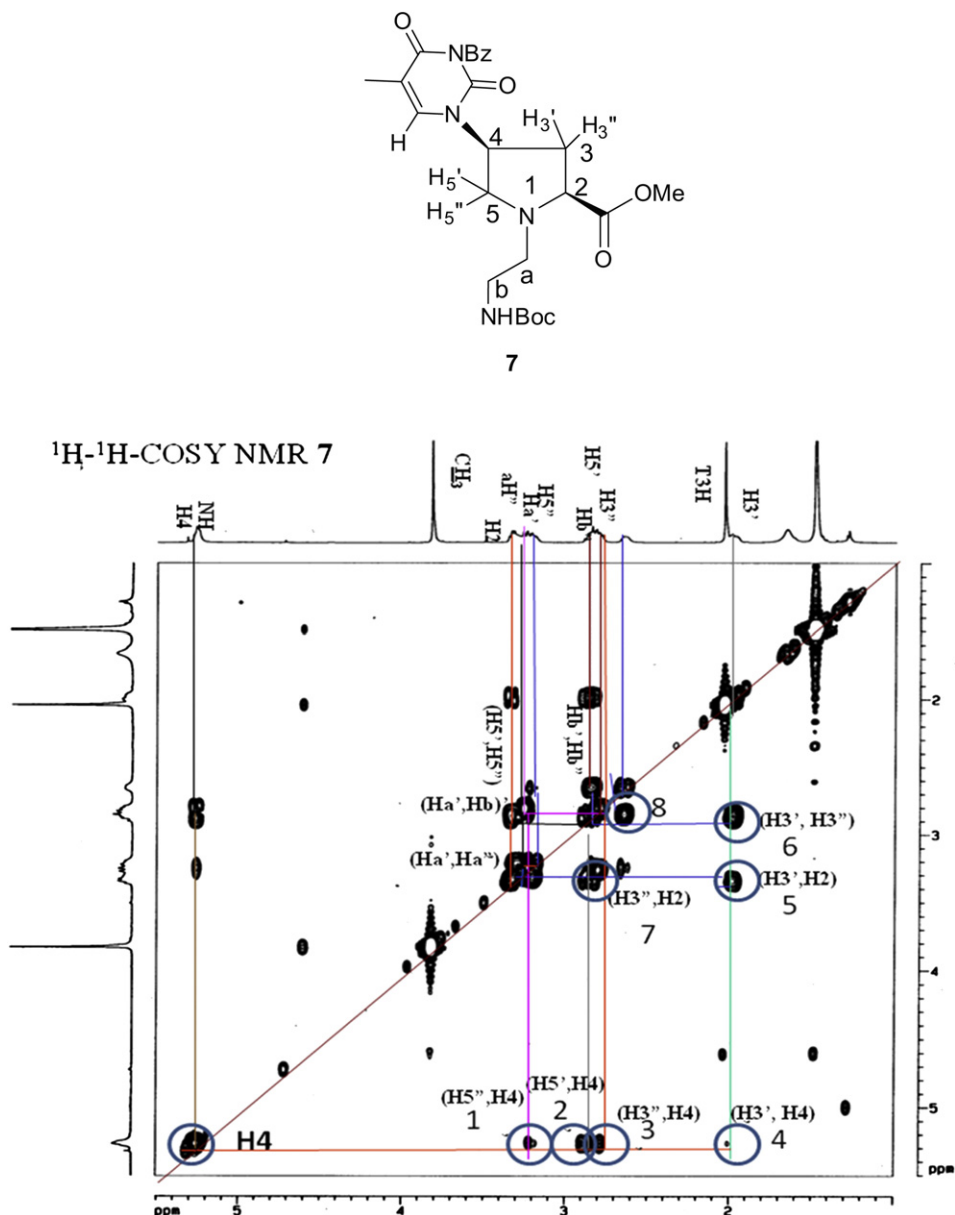 O
N-Bz
N
O
H
H3'
H3"
4
3
H5'
H5"
1
2
5
N
OMe
O
a
b
NHBoc
7
¹H-¹H-COSY NMR 7
H4
NH
CH3
H2
aH"
Ha'
H5"
H5'
Hb
H3"
T3H
H3'
2
3
4
5
ppm
(H5', H5")
Hb', Hb"
(Ha', Hb)
8
(H3', H3")
6
(Ha', Ha")
(H3', H2)
5
(H3", H2)
7
(H5", H4)
1
(H5', H4)
2
(H3", H4)
3
(H3', H4)
4
H4
ppm
5
4
3
2